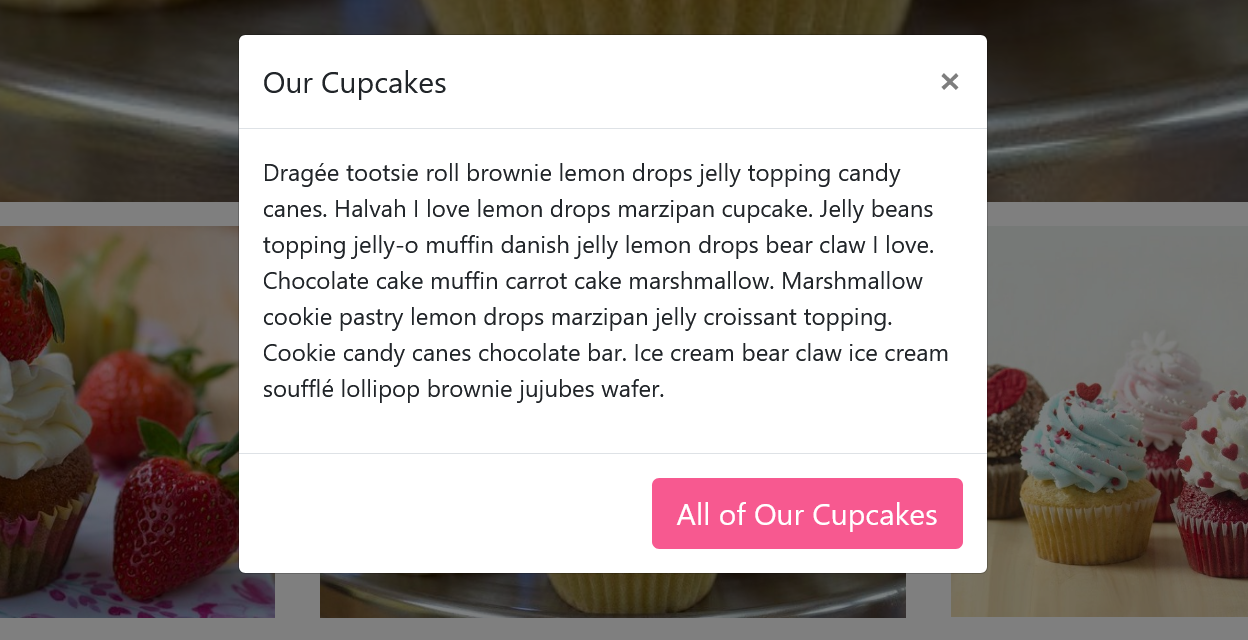 Our Cupcakes ×
Dragée tootsie roll brownie lemon drops jelly topping candy
canes. Halvah I love lemon drops marzipan cupcake. Jelly beans
topping jelly-o muffin danish jelly lemon drops bear claw I love.
Chocolate cake muffin carrot cake marshmallow. Marshmallow
cookie pastry lemon drops marzipan jelly croissant topping.
Cookie candy canes chocolate bar. Ice cream bear claw ice cream
soufflé lollipop brownie jujubes wafer.
All of Our Cupcakes